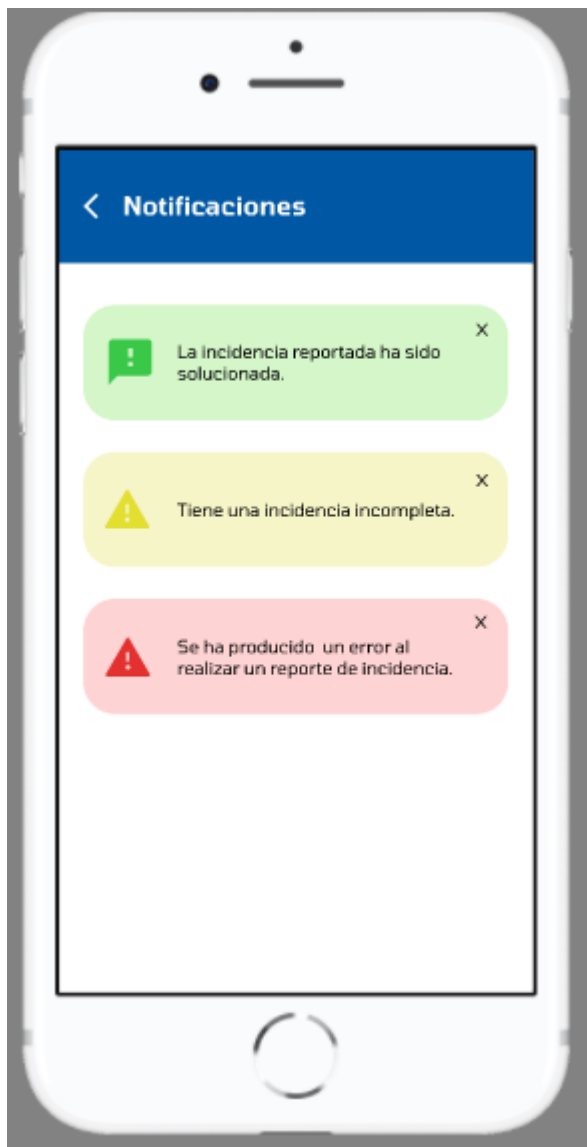 Notificaciones
X
La incidencia reportada ha sido
solucionada.
X
Tiene una incidencia incompleta.
X
Se ha producido un error al
realizar un reporte de incidencia.